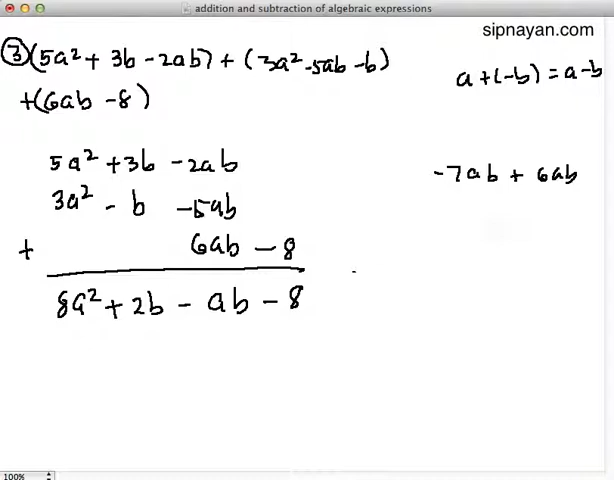 addition and subtraction of algebraic expressions
sipnayan.com
③ (5a² + 3b - 2ab) + (3a² - 5ab - b)
+ (6ab - 8)
a + (-b) = a - b
5a² + 3b - 2ab
3a² - b - 5ab
+ 6ab - 8
8a² + 2b - ab - 8
-7ab + 6ab
100%